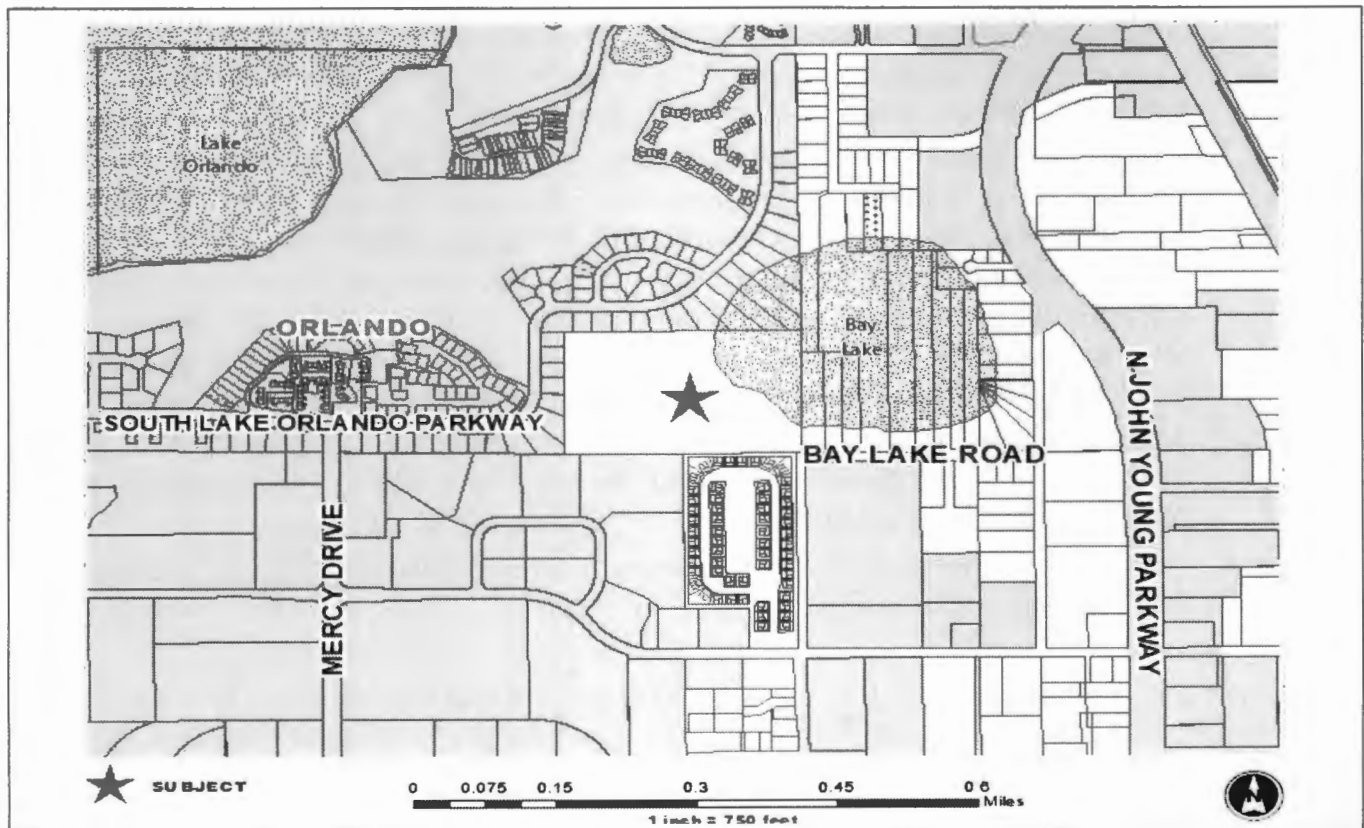 Lake
Orlando
ORLANDO
Bay
Lake
SOUTH LAKE ORLANDO PARKWAY
BAY LAKE ROAD
N JOHN YOUNG PARKWAY
MERCY DRIVE
SUBJECT
0 0.075 0.15 0.3 0.45 0.6
Miles
1 inch = 750 feet